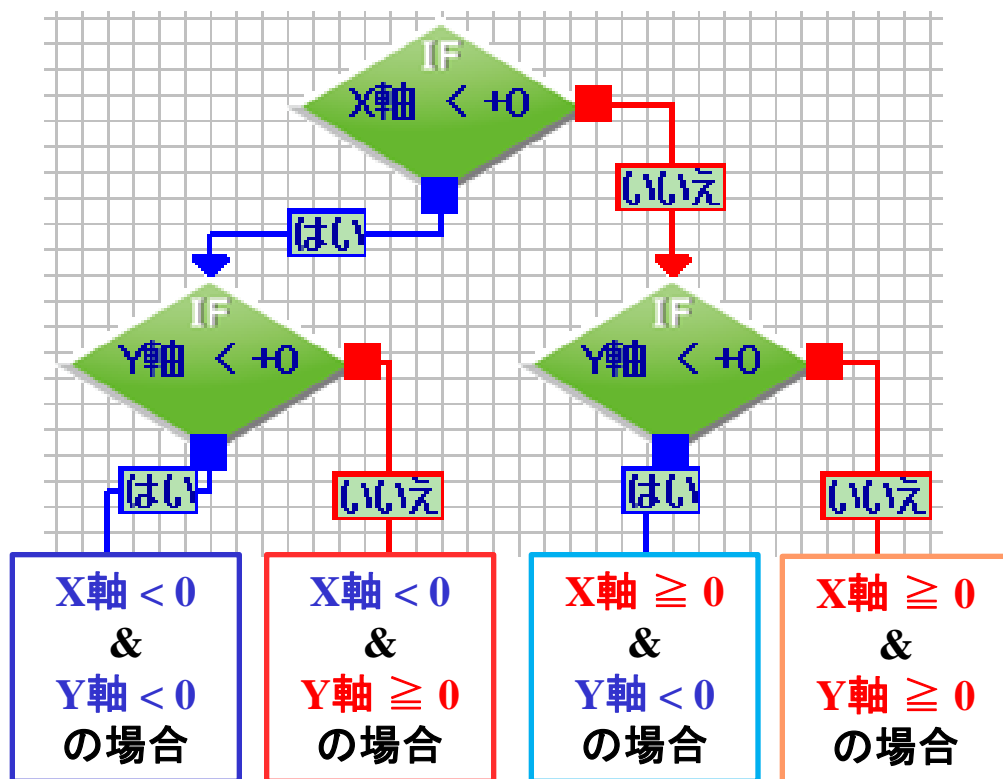 IF
X軸 < +0
いいえ
はい
IF
Y軸 < +0
IF
Y軸 < +0
はい
いいえ
はい
いいえ
X軸 < 0
&
Y軸 < 0
の場合
X軸 < 0
&
Y軸 ≧ 0
の場合
X軸 ≧ 0
&
Y軸 < 0
の場合
X軸 ≧ 0
&
Y軸 ≧ 0
の場合